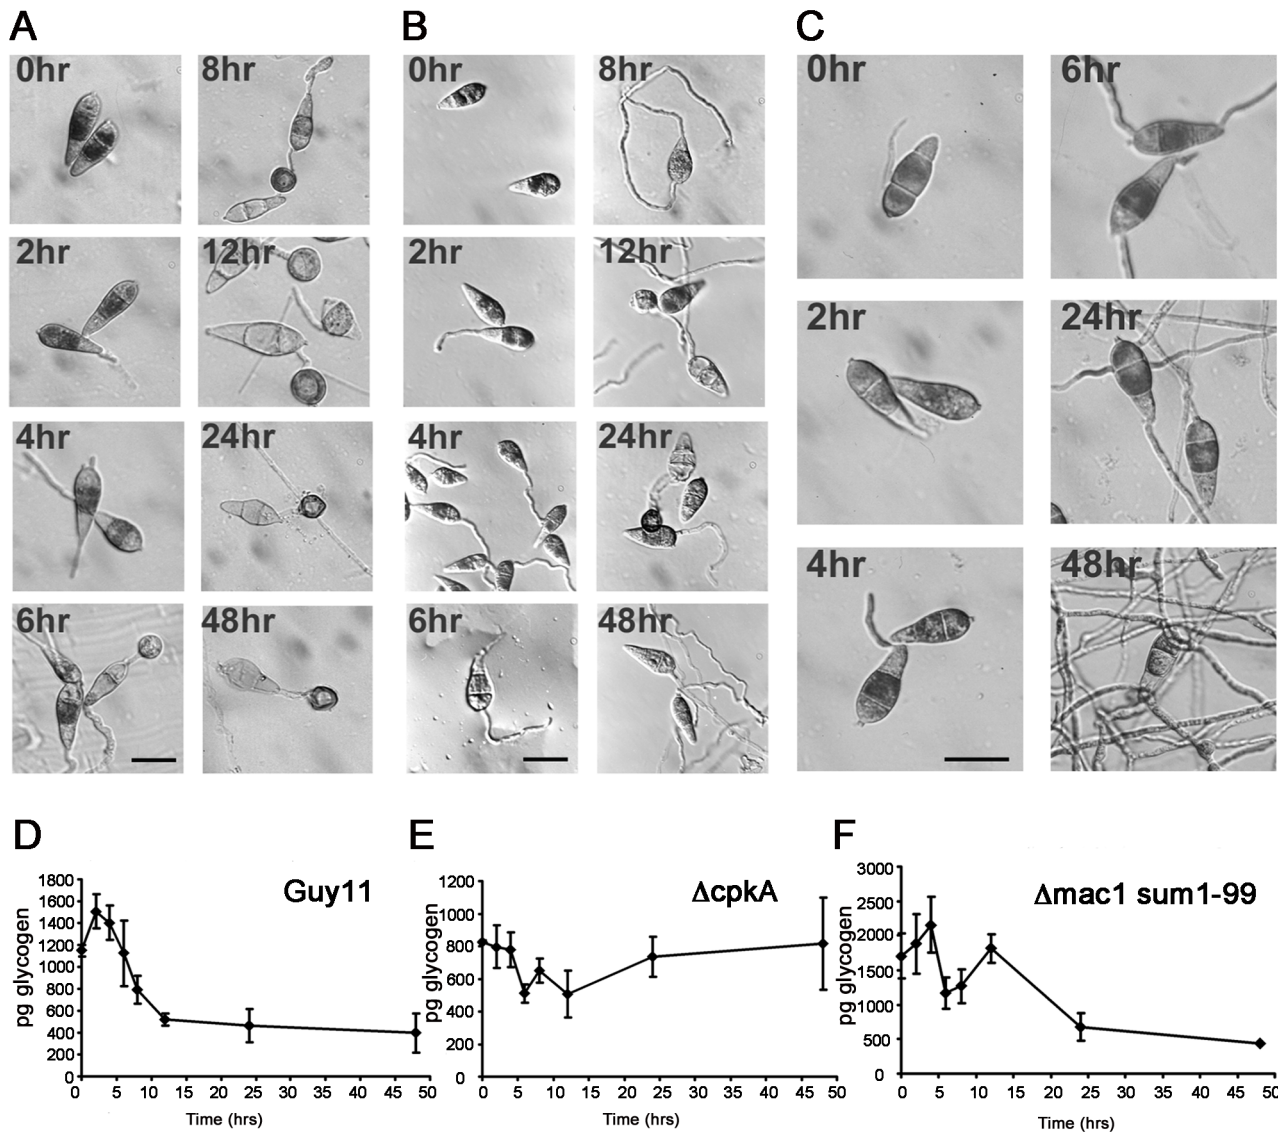 A
B
C
0hr
8hr
0hr
8hr
0hr
6hr
2hr
12hr
2hr
12hr
2hr
24hr
4hr
24hr
4hr
24hr
4hr
48hr
6hr
48hr
6hr
48hr
D
E
F
Guy11
pg glycogen
1800
1600
1400
1200
1000
800
600
400
200
0
0 5 10 15 20 25 30 35 40 45 50
Time (hrs)
ΔcpkA
pg glycogen
1200
1000
800
600
400
200
0
0 5 10 15 20 25 30 35 40 45 50
Time (hrs)
Δmac1 sum1-99
pg glycogen
3000
2500
2000
1500
1000
500
0
0 5 10 15 20 25 30 35 40 45 50
Time (hrs)